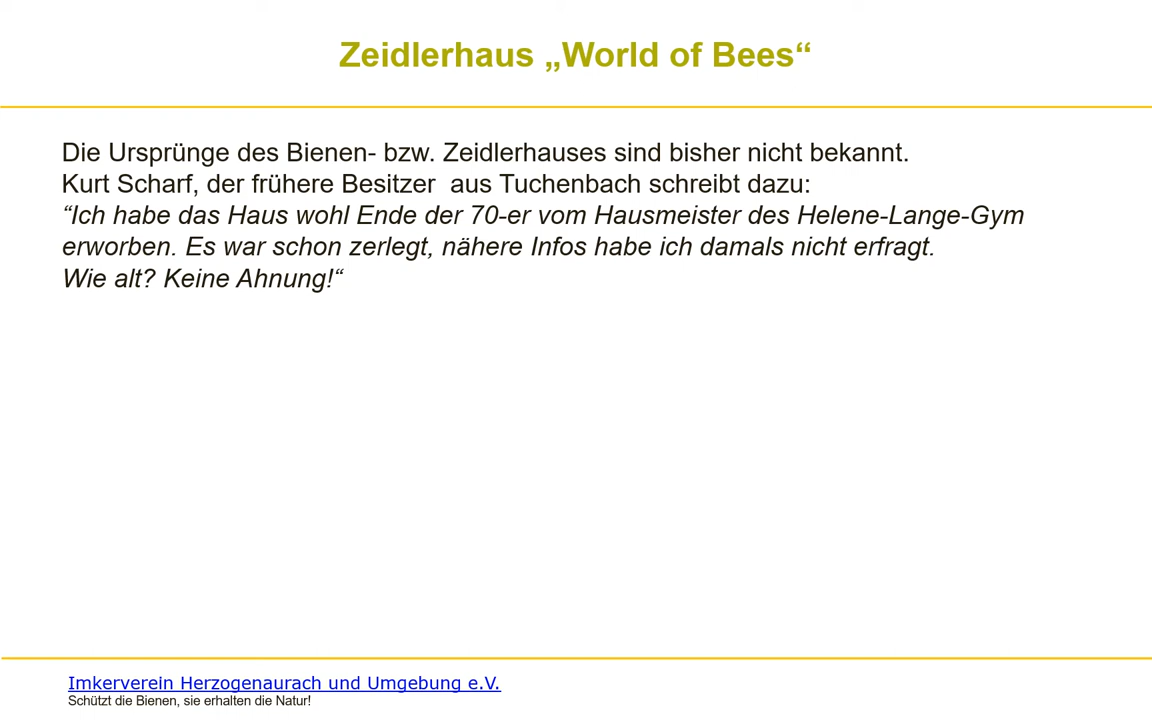 Zeidlerhaus „World of Bees“
Die Ursprünge des Bienen- bzw. Zeidlerhauses sind bisher nicht bekannt.
Kurt Scharf, der frühere Besitzer  aus Tuchenbach schreibt dazu:
“Ich habe das Haus wohl Ende der 70-er vom Hausmeister des Helene-Lange-Gym
erworben. Es war schon zerlegt, nähere Infos habe ich damals nicht erfragt.
Wie alt? Keine Ahnung!“
Imkerverein Herzogenaurach und Umgebung e.V.
Schützt die Bienen, sie erhalten die Natur!